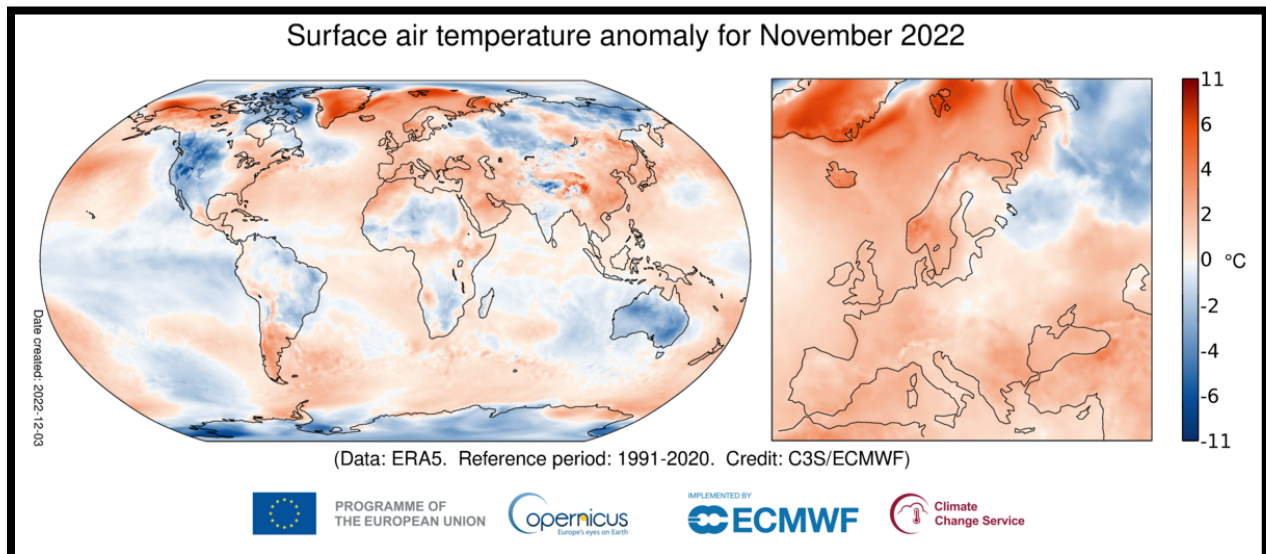 Surface air temperature anomaly for November 2022
11
6
4
2
0
-2
-4
-6
-11
°C
Date created: 2022-12-03
(Data: ERA5.  Reference period: 1991-2020.  Credit: C3S/ECMWF)
PROGRAMME OF
THE EUROPEAN UNION
opernicus
Europe's eyes on Earth
IMPLEMENTED BY
ECMWF
Climate
Change Service